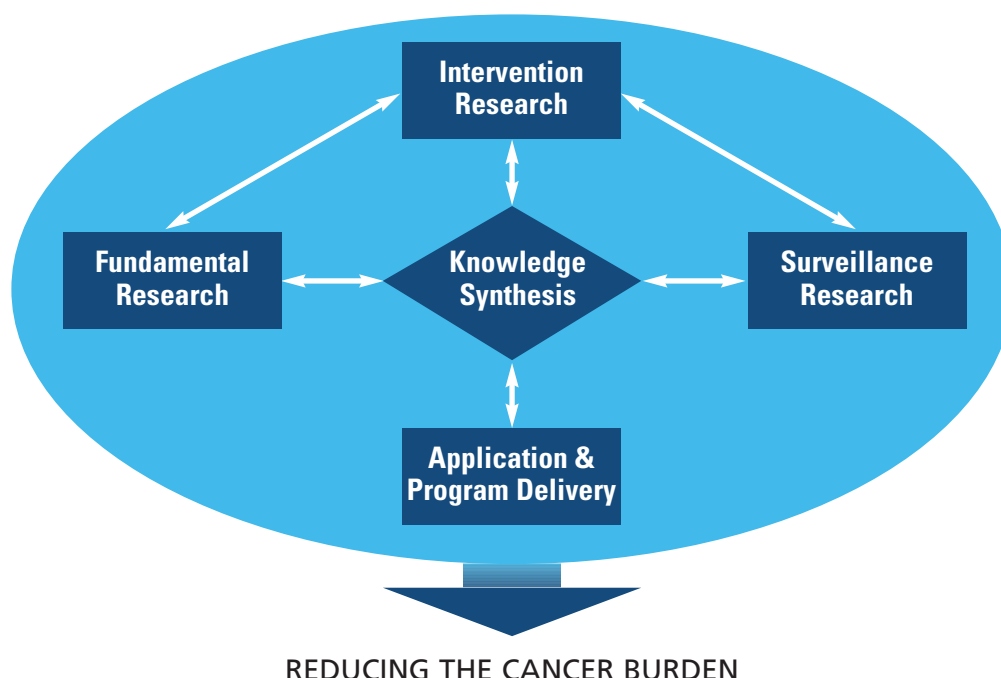 Intervention
Research
Fundamental
Research
Knowledge
Synthesis
Surveillance
Research
Application &
Program Delivery
REDUCING THE CANCER BURDEN